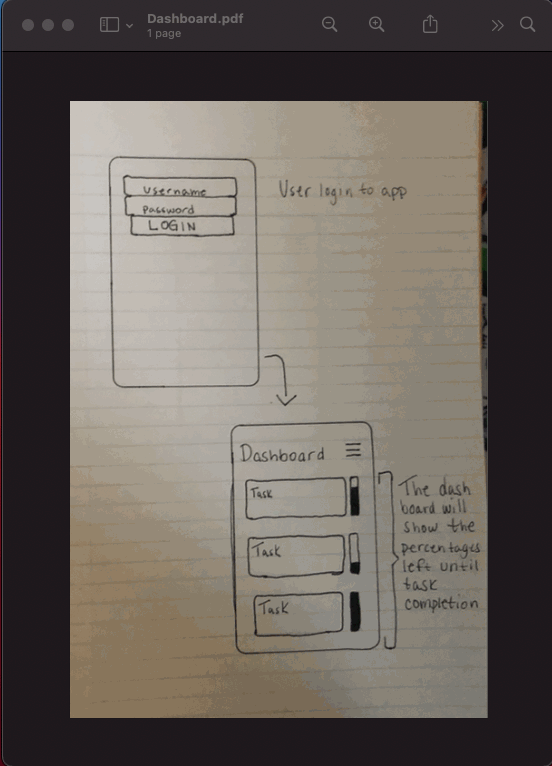 Dashboard.pdf
1 page
Username
Password
LOGIN
User login to app
Dashboard
Task
Task
Task
The dash
board will
show the
percentages
left until
task
completion